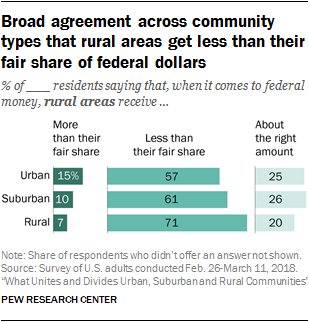 Broad agreement across community
types that rural areas get less than their
fair share of federal dollars
% of ___ residents saying that, when it comes to federal
money, rural areas receive ...
More than their fair share
Less than their fair share
About the right amount
Urban 15% 57 25
Suburban 10 61 26
Rural 7 71 20
Note: Share of respondents who didn't offer an answer not shown.
Source: Survey of U.S. adults conducted Feb. 26-March 11, 2018.
"What Unites and Divides Urban, Suburban and Rural Communities"
PEW RESEARCH CENTER